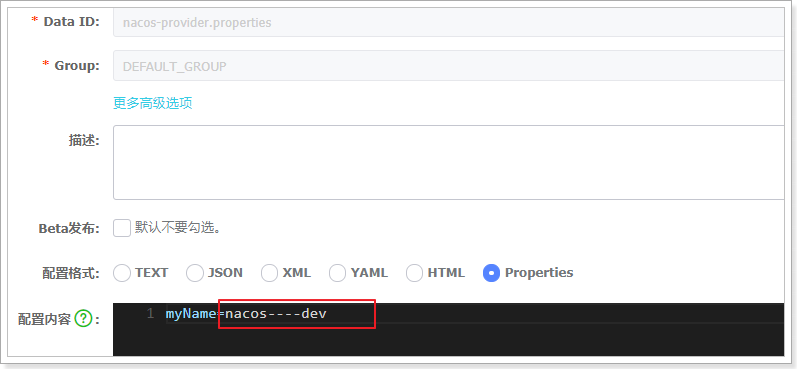 * Data ID: nacos-provider.properties
* Group: DEFAULT_GROUP
更多高级选项
描述:
Beta发布: 默认不要勾选。
配置格式: TEXT JSON XML YAML HTML Properties
配置内容 ? : 1 myName=nacos----dev